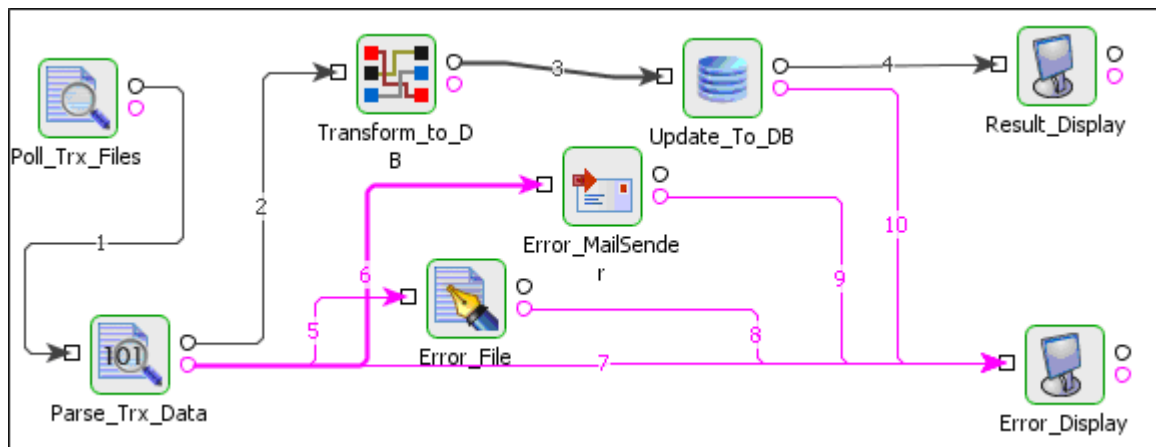 3
4
Transform_to_D
B
Update_To_DB
Result_Display
Poll_Trx_Files
2
1
10
Error_MailSende
r
6
9
5
8
101
Error_File
7
Parse_Trx_Data
Error_Display